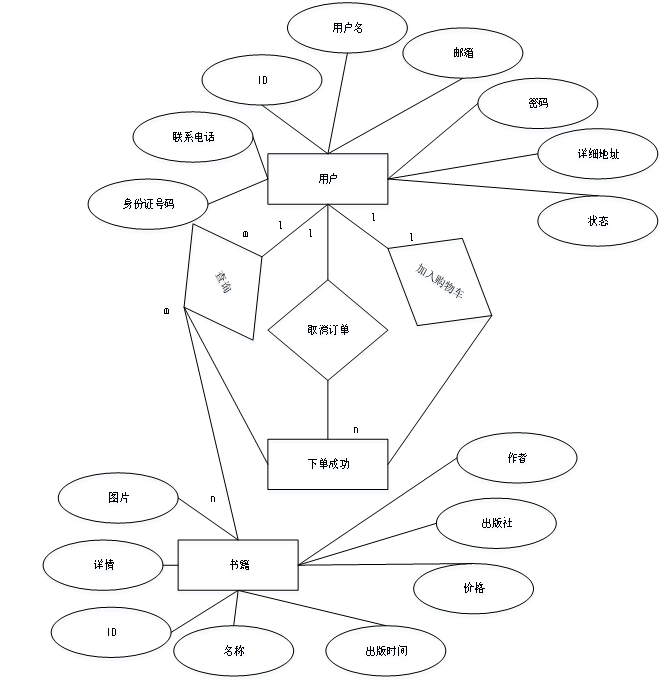 用户名
邮箱
ID
密码
联系电话
详细地址
用户
身份证号码
状态
m
1
1
1
1
查询
加入购物车
m
取消订单
n
下单成功
作者
图片
n
出版社
详情
书籍
价格
ID
名称
出版时间